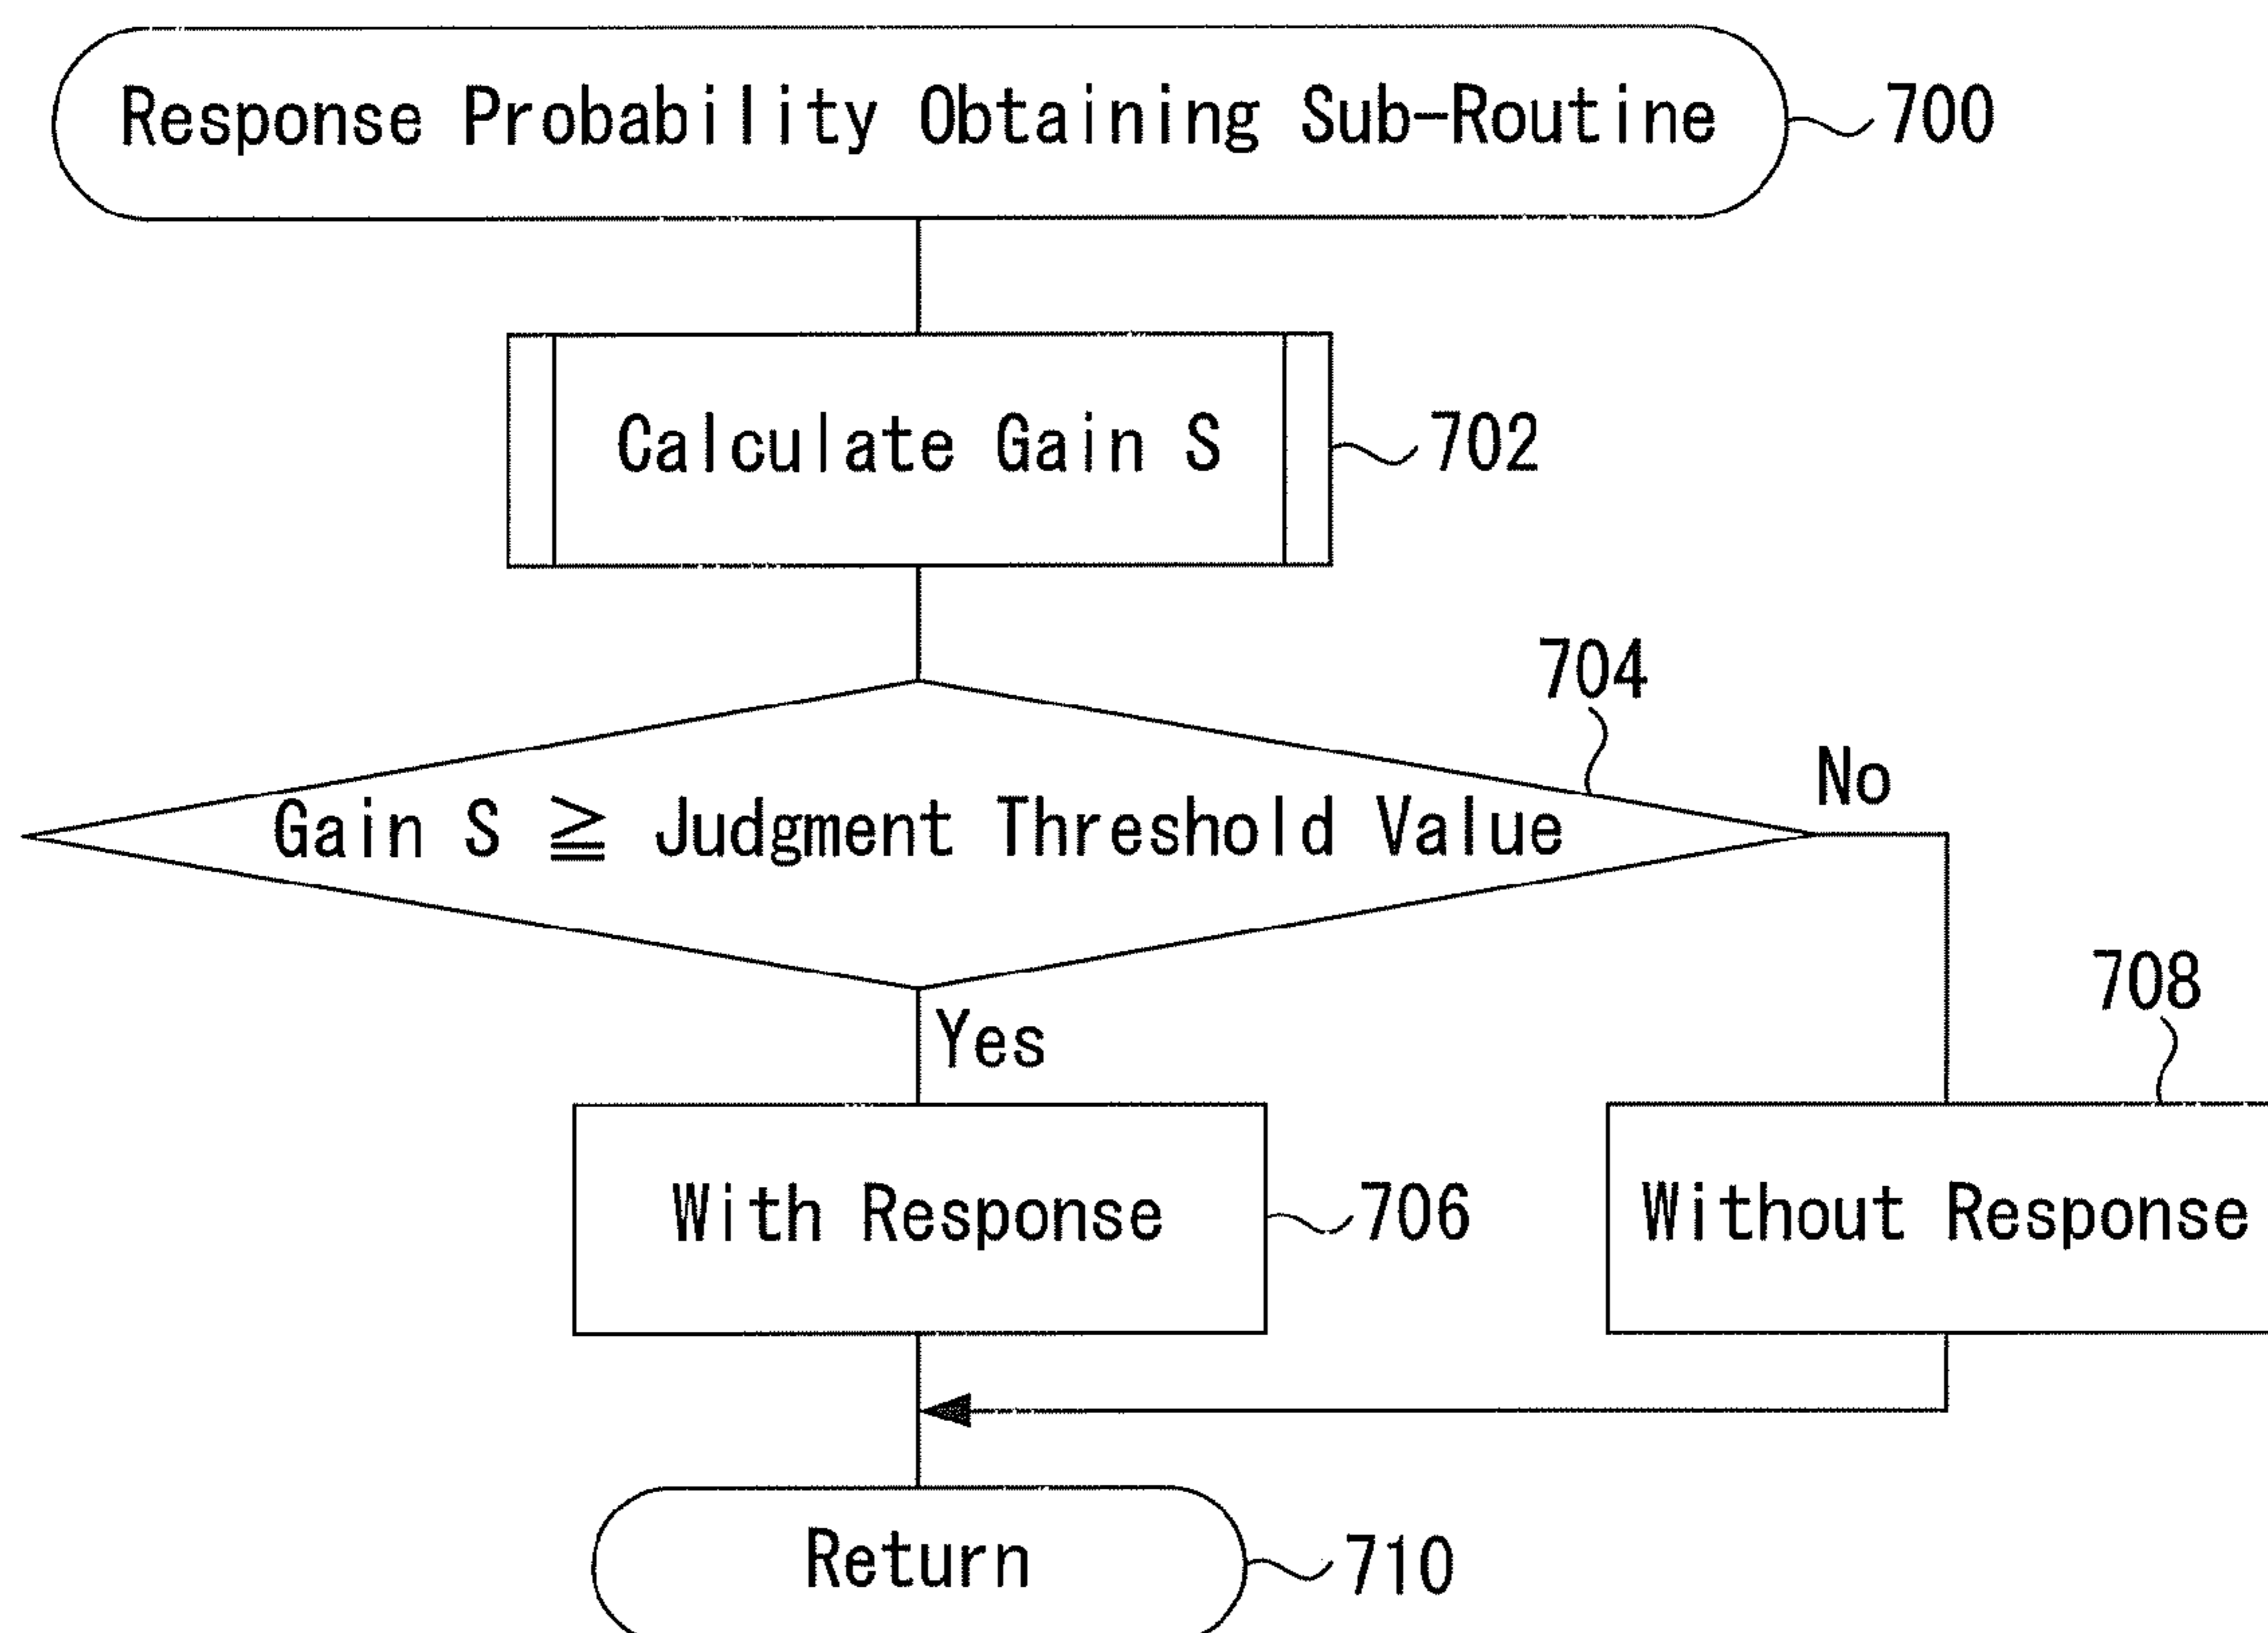 Response Probability Obtaining Sub-Routine
700
Calculate Gain S
702
704
Gain S ≧ Judgment Threshold Value
No
Yes
708
With Response
706
Without Response
Return
710